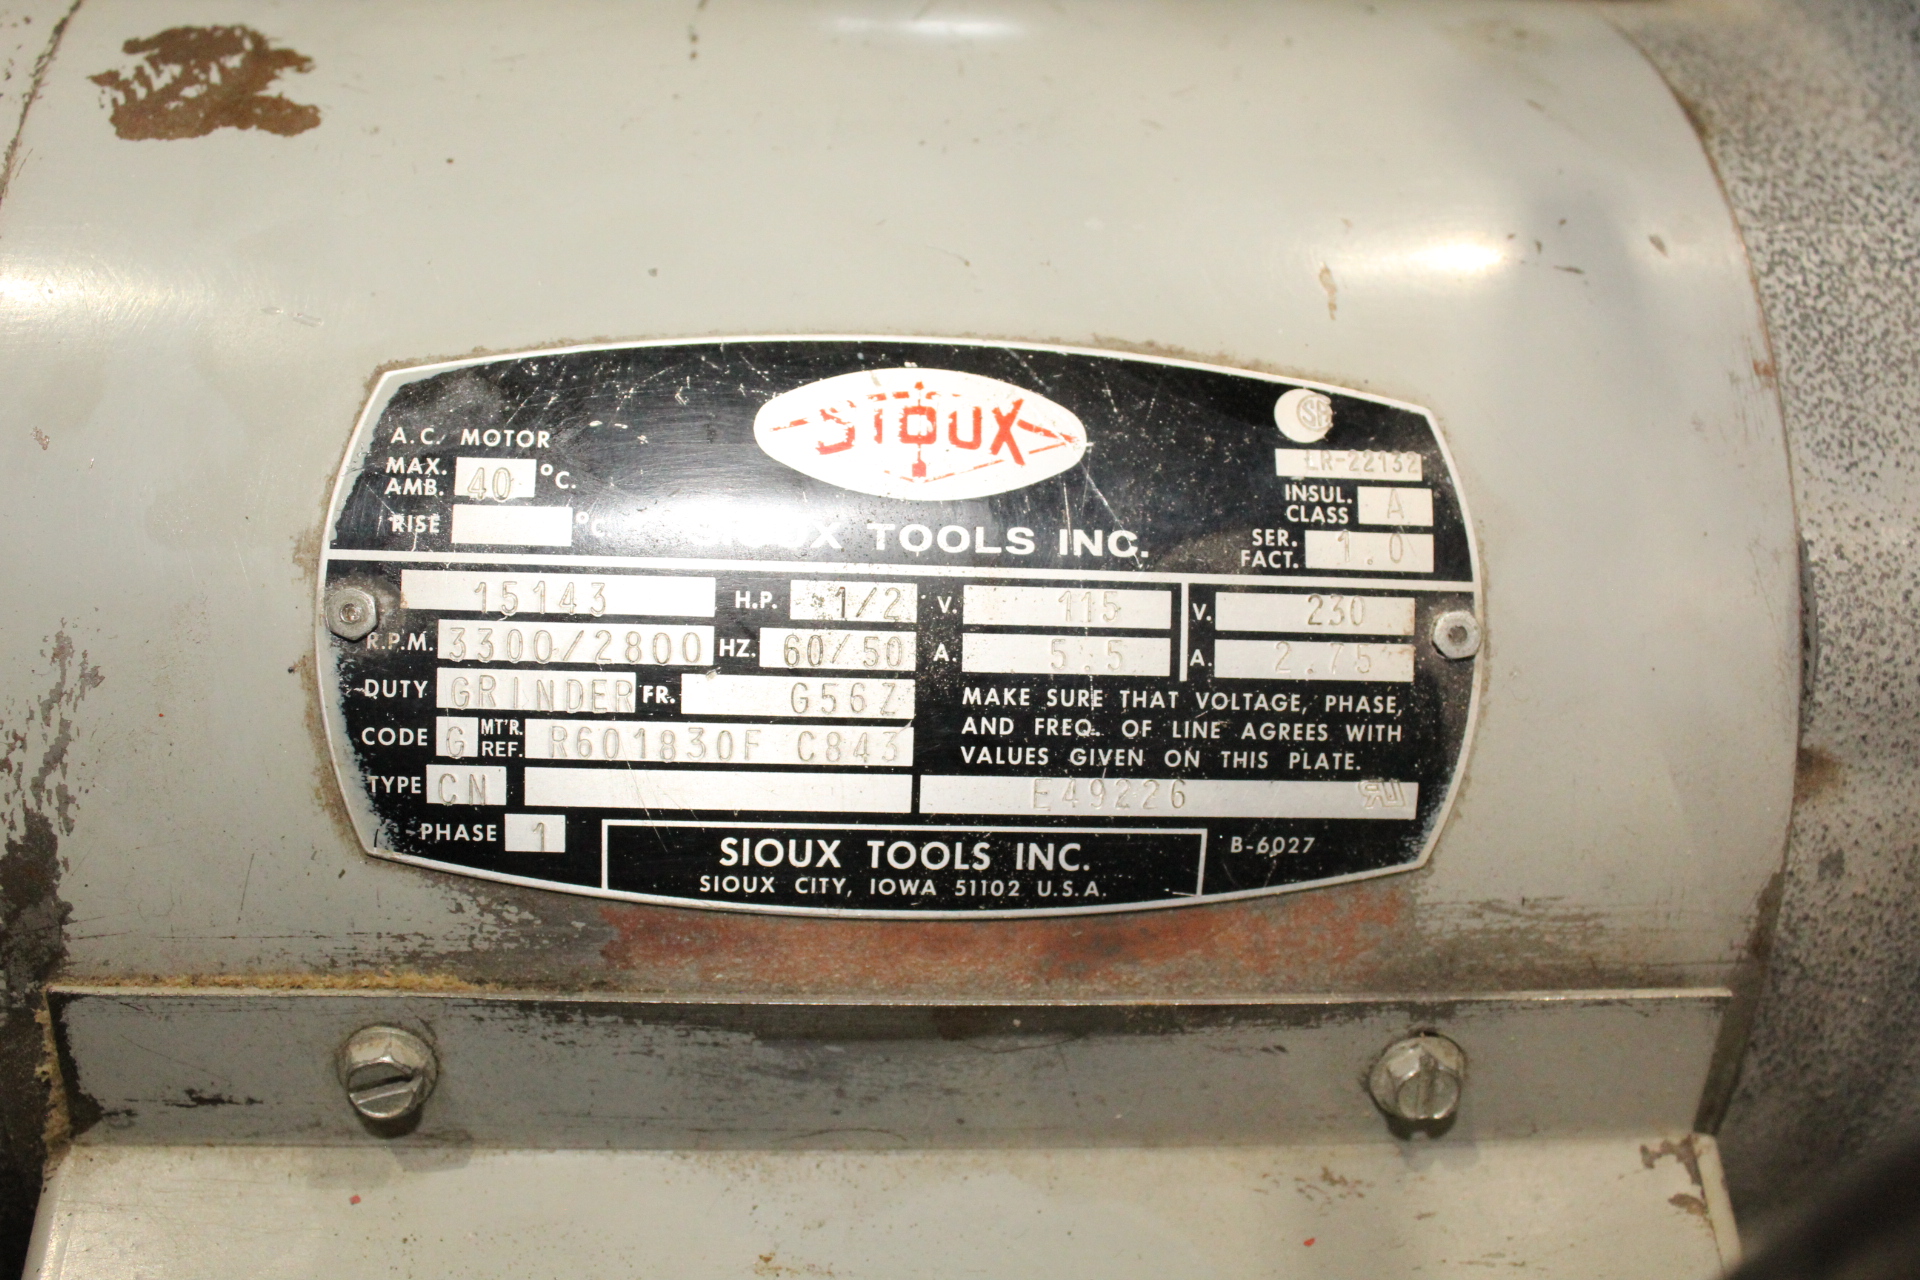 SIOUX
A.C. MOTOR
MAX. AMB. 40 °C.
RISE °C.
SIOUX TOOLS INC.
LR-22132
INSUL. CLASS A
SER. FACT. 1.0
15143 H.P. 1/2 V. 115 V. 230
R.P.M. 3300/2800 HZ. 60/50 A. 5.5 A. 2.75
DUTY GRINDER FR. G56Z
CODE G MT'R. REF. R601830F C843
TYPE CN
MAKE SURE THAT VOLTAGE, PHASE,
AND FREQ. OF LINE AGREES WITH
VALUES GIVEN ON THIS PLATE.
E49226
PHASE 1
SIOUX TOOLS INC.
SIOUX CITY, IOWA 51102 U.S.A.
B-6027